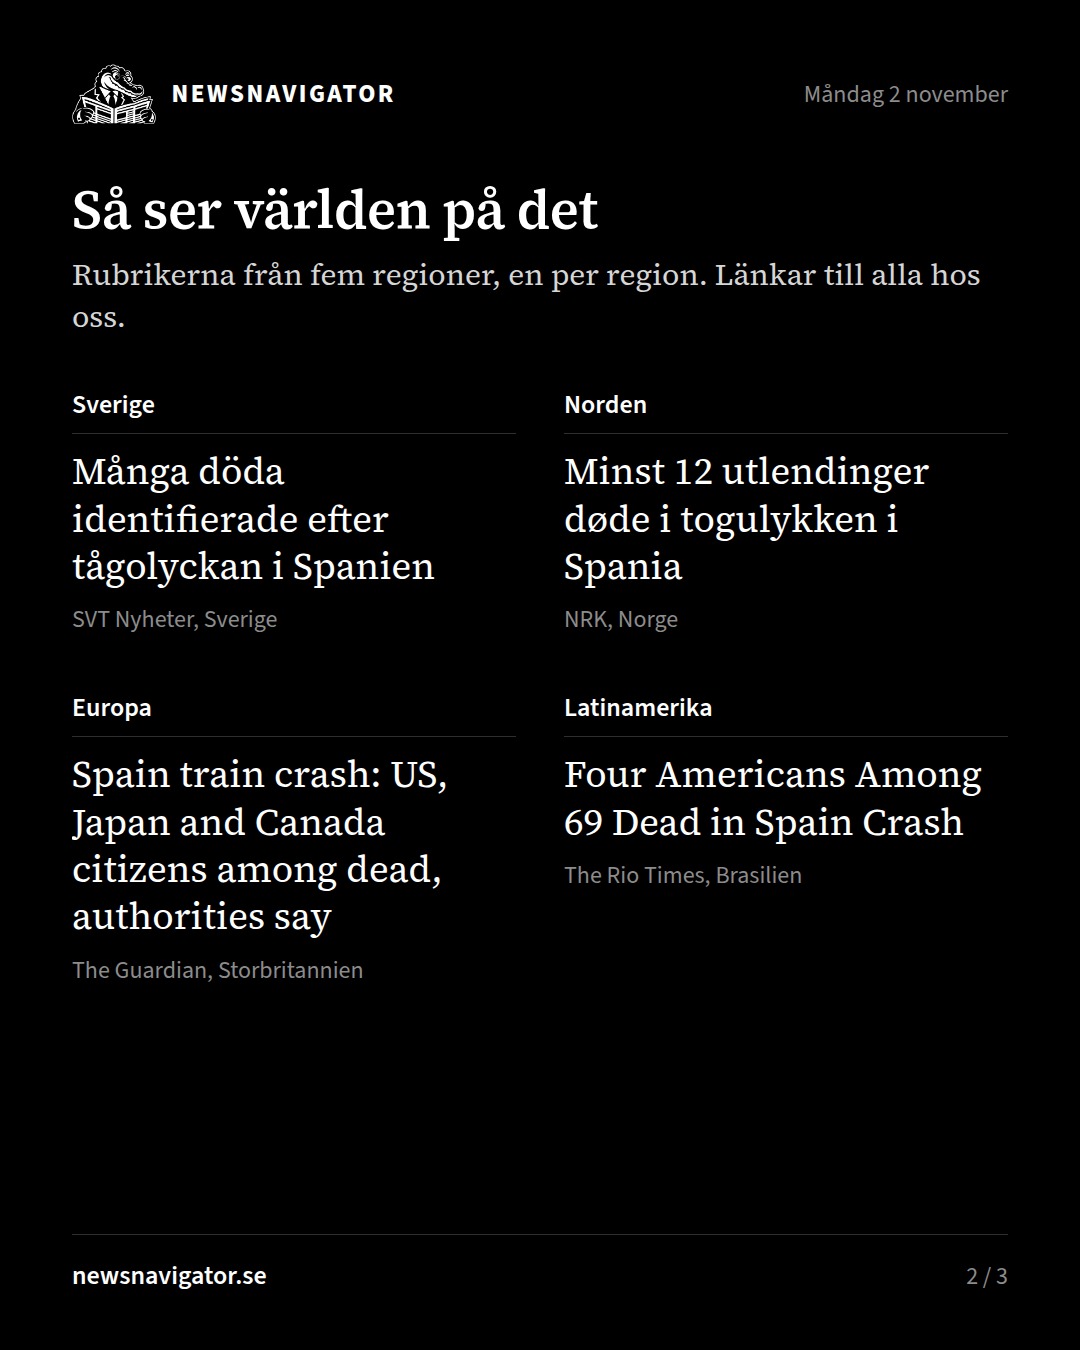 NEWSNAVIGATOR
Måndag 2 november
Så ser världen på det
Rubrikerna från fem regioner, en per region. Länkar till alla hos
oss.
Sverige
Många döda
identifierade efter
tågolyckan i Spanien
SVT Nyheter, Sverige
Norden
Minst 12 utlendinger
døde i togulykken i
Spania
NRK, Norge
Europa
Spain train crash: US,
Japan and Canada
citizens among dead,
authorities say
The Guardian, Storbritannien
Latinamerika
Four Americans Among
69 Dead in Spain Crash
The Rio Times, Brasilien
newsnavigator.se
2 / 3